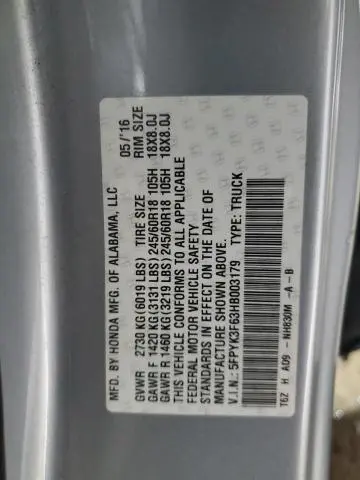 MFD. BY HONDA MFG. OF ALABAMA, LLC 05/'16
GVWR 2730 KG(6019 LBS) TIRE SIZE RIM SIZE
GAWR F 1420 KG(3131 LBS) 245/60R18 105H 18X8.0J
GAWR R 1460 KG(3219 LBS) 245/60R18 105H 18X8.0J
THIS VEHICLE CONFORMS TO ALL APPLICABLE
FEDERAL MOTOR VEHICLE SAFETY
STANDARDS IN EFFECT ON THE DATE OF
MANUFACTURE SHOWN ABOVE.
V.I.N.: 5FPYK3F63HB003179 TYPE: TRUCK
T6Z H AD9 -NH830M -A-B